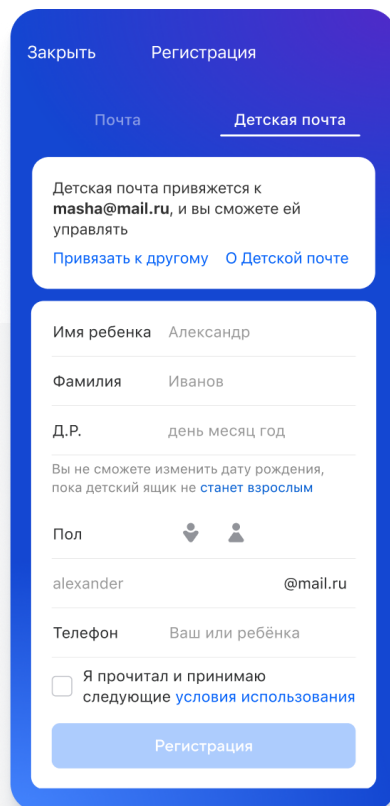 Закрыть Регистрация
Почта Детская почта
Детская почта привяжется к
masha@mail.ru, и вы сможете ей
управлять
Привязать к другому О Детской почте
Имя ребенка Александр
Фамилия Иванов
Д.Р. день месяц год
Вы не сможете изменить дату рождения,
пока детский ящик не станет взрослым
Пол
alexander @mail.ru
Телефон Ваш или ребёнка
Я прочитал и принимаю
следующие условия использования
Регистрация